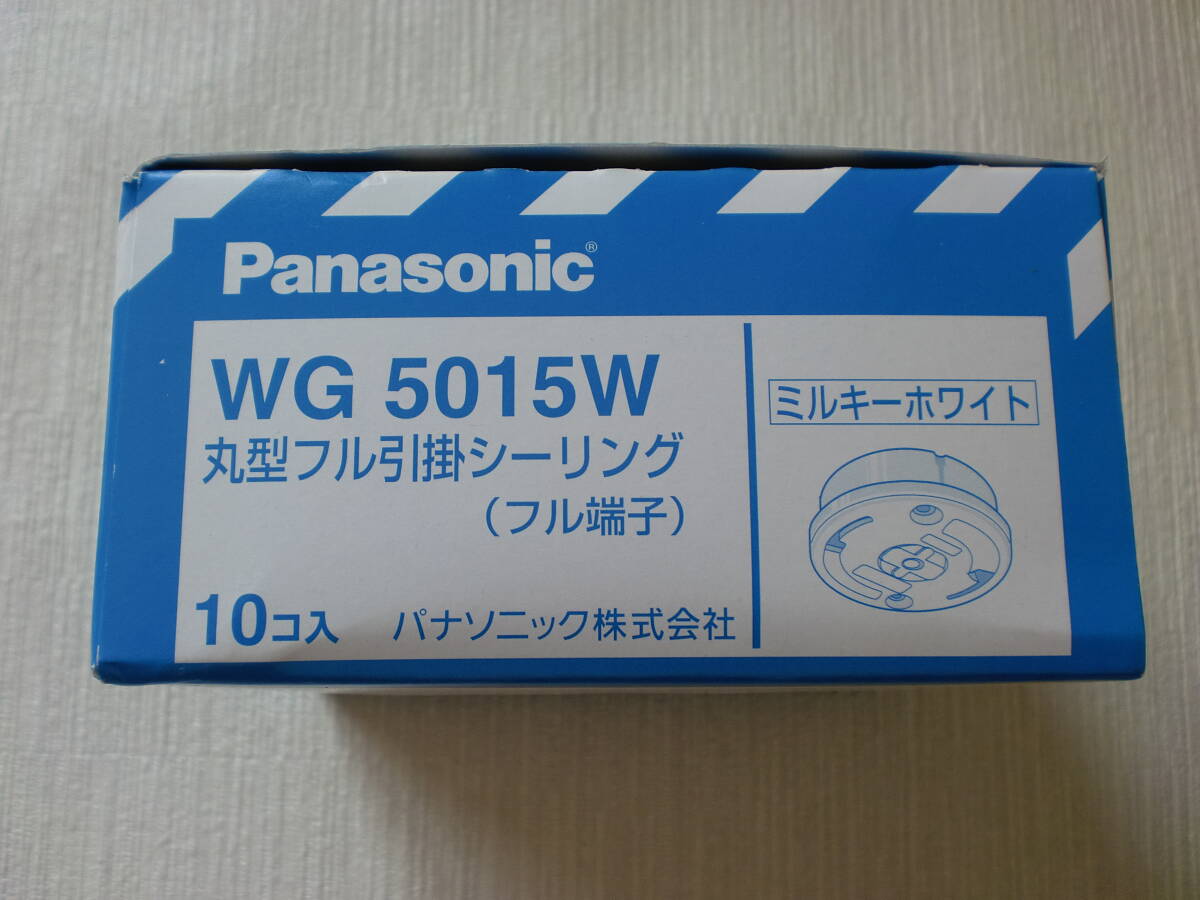 Panasonic®
WG 5015W
丸型フル引掛シーリング
（フル端子）
10コ入 パナソニック株式会社
ミルキーホワイト